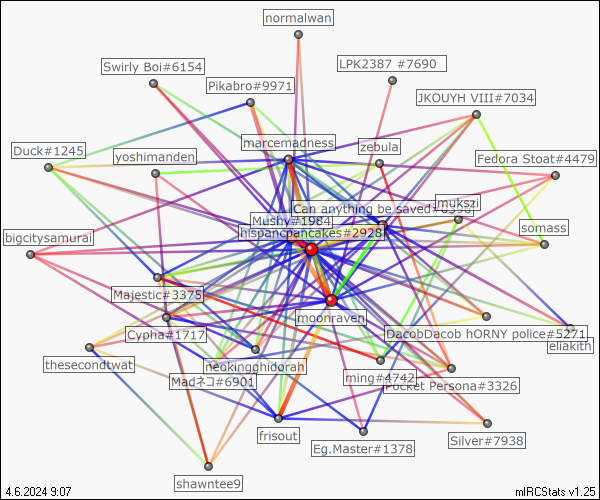 normalwan
Swirly Boi#6154
LPK2387 #7690
Pikabro#9971
JKOUYH VIII#7034
marcemadness
zebula
Duck#1245
yoshimanden
Fedora Stoat#4479
mukszi
Can anything be saved#0396
Mushy#1984
somass
hispancpancakes#2928
bigcitysamurai
Majestic#3375
moonraven
Cypha#1717
DacobDacob hORNY police#5271
eliakith
thesecondtwat
neokingghidorah
Madネコ#6901
ming#4742
Pocket Persona#3326
frisout
Eg.Master#1378
Silver#7938
shawntee9
4.6.2024 9:07
mIRCStats v1.25